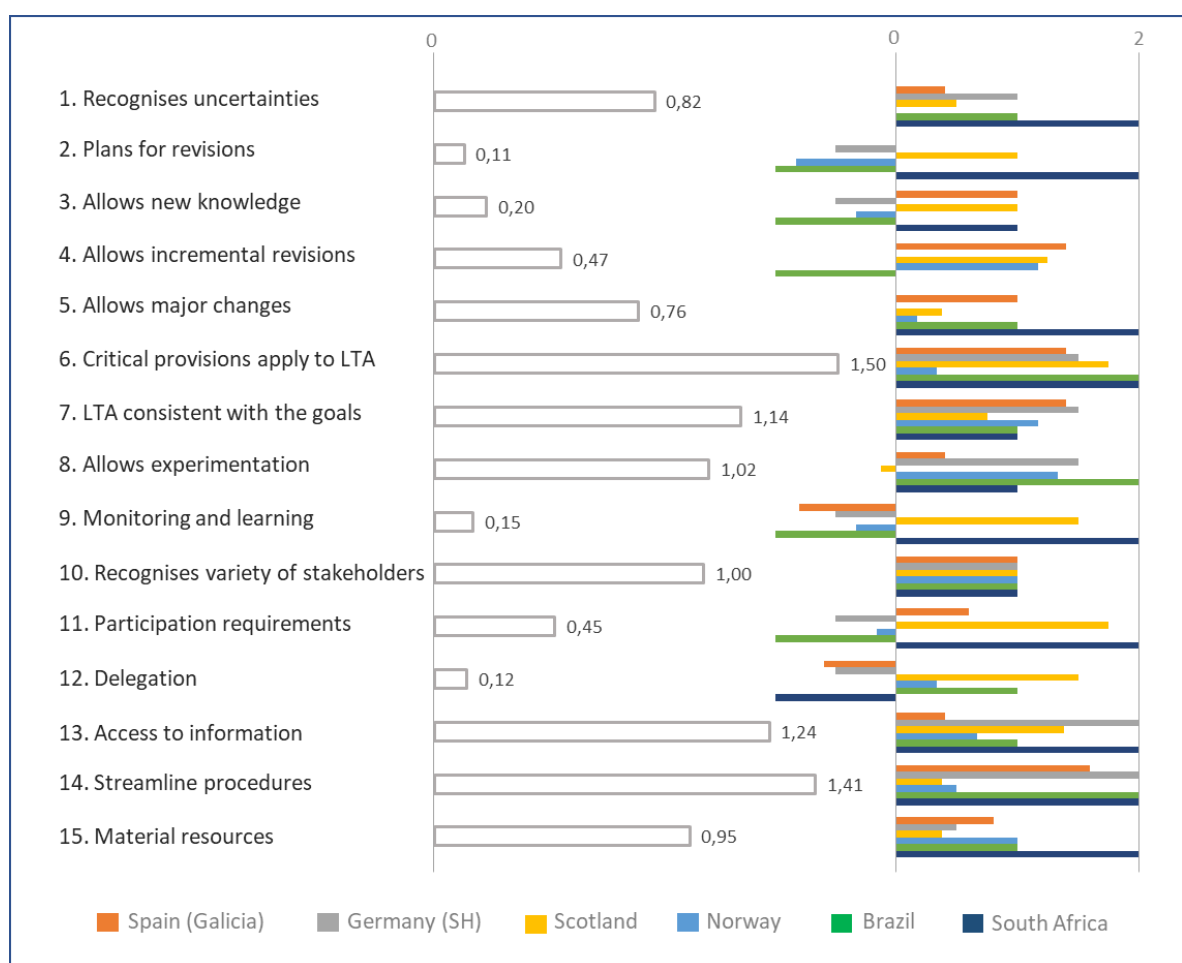 0 0 2
1. Recognises uncertainties 0,82
2. Plans for revisions 0,11
3. Allows new knowledge 0,20
4. Allows incremental revisions 0,47
5. Allows major changes 0,76
6. Critical provisions apply to LTA 1,50
7. LTA consistent with the goals 1,14
8. Allows experimentation 1,02
9. Monitoring and learning 0,15
10. Recognises variety of stakeholders 1,00
11. Participation requirements 0,45
12. Delegation 0,12
13. Access to information 1,24
14. Streamline procedures 1,41
15. Material resources 0,95
Spain (Galicia) Germany (SH) Scotland Norway Brazil South Africa